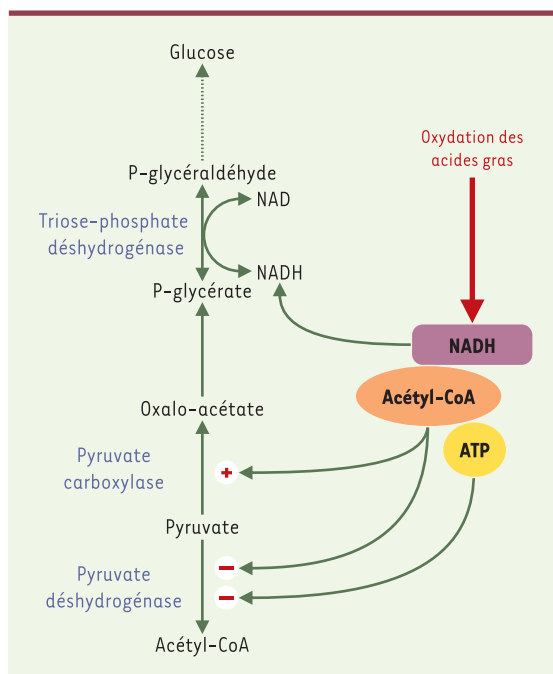 Glucose
Oxydation des
acides gras
P-glycéraldéhyde
NAD
Triose-phosphate
déshydrogénase
NADH
P-glycérate
NADH
Acétyl-CoA
Oxalo-acétate
ATP
Pyruvate
carboxylase
+
Pyruvate
−
Pyruvate
déshydrogénase
−
Acétyl-CoA